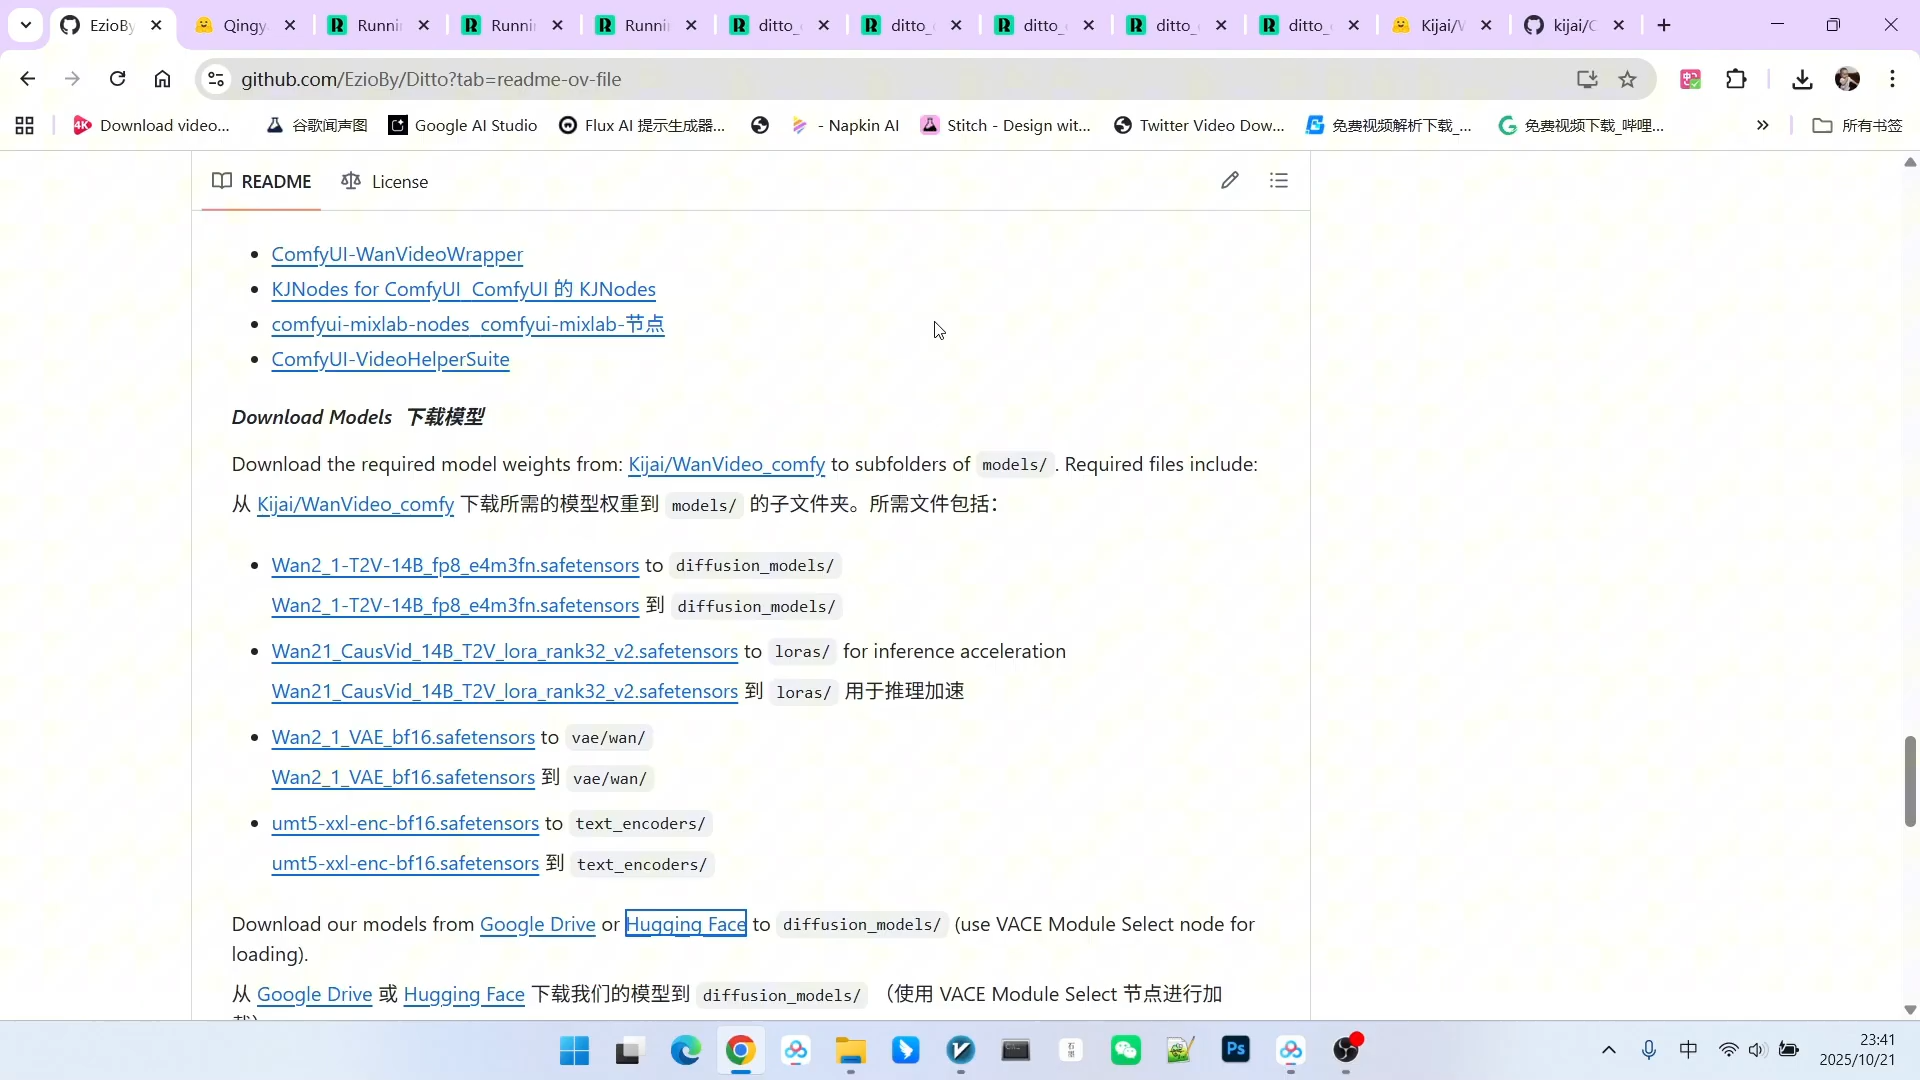 EzioBy
Qingy
Runnin
Runnin
Runnin
ditto_
ditto_
ditto_
ditto_
ditto_
Kijai/W
kijai/C
github.com/EzioBy/Ditto?tab=readme-ov-file
Download video...
谷歌闻声图
Google AI Studio
Flux AI 提示生成器...
- Napkin AI
Stitch - Design wit...
Twitter Video Dow...
免费视频解析下载_...
免费视频下载_哔哩...
所有书签
README
License
ComfyUI-WanVideoWrapper
KJNodes for ComfyUI ComfyUI 的 KJNodes
comfyui-mixlab-nodes comfyui-mixlab-节点
ComfyUI-VideoHelperSuite
Download Models 下载模型
Download the required model weights from: Kijai/WanVideo_comfy to subfolders of models/ . Required files include:
从 Kijai/WanVideo_comfy 下载所需的模型权重到 models/ 的子文件夹。所需文件包括：
Wan2_1-T2V-14B_fp8_e4m3fn.safetensors to diffusion_models/
Wan2_1-T2V-14B_fp8_e4m3fn.safetensors 到 diffusion_models/
Wan21_CausVid_14B_T2V_lora_rank32_v2.safetensors to loras/ for inference acceleration
Wan21_CausVid_14B_T2V_lora_rank32_v2.safetensors 到 loras/ 用于推理加速
Wan2_1_VAE_bf16.safetensors to vae/wan/
Wan2_1_VAE_bf16.safetensors 到 vae/wan/
umt5-xxl-enc-bf16.safetensors to text_encoders/
umt5-xxl-enc-bf16.safetensors 到 text_encoders/
Download our models from Google Drive or Hugging Face to diffusion_models/ (use VACE Module Select node for
loading).
从 Google Drive 或 Hugging Face 下载我们的模型到 diffusion_models/ （使用 VACE Module Select 节点进行加
中
23:41
2025/10/21